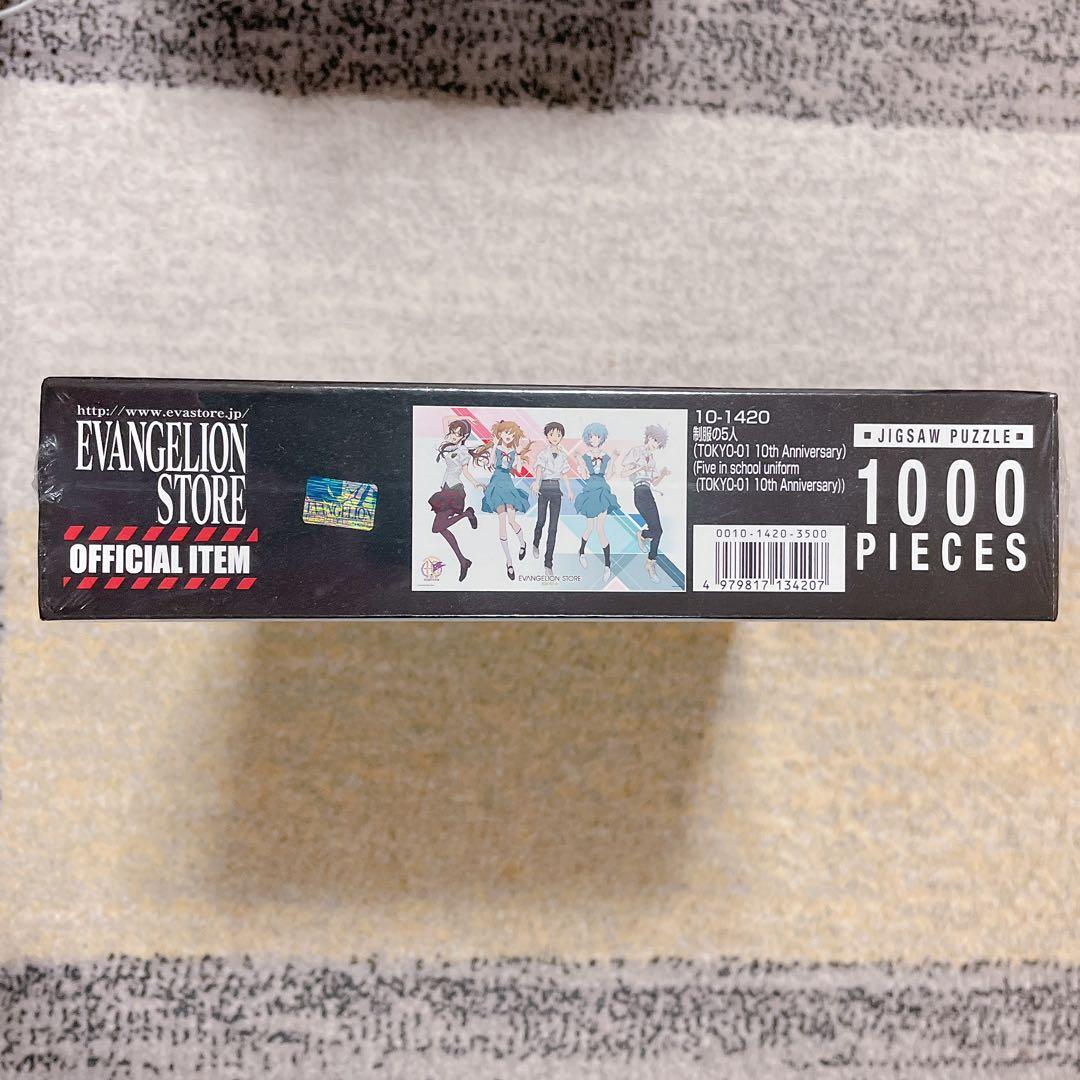 http://www.evastore.jp/
EVANGELION
STORE
OFFICIAL ITEM
EVANGELION
EVANGELION STORE
10-1420
制服の5人
(TOKYO-01 10th Anniversary)
(Five in school uniform
(TOKYO-01 10th Anniversary))
0010-1420-3500
4 979817 134207
JIGSAW PUZZLE
1000
PIECES